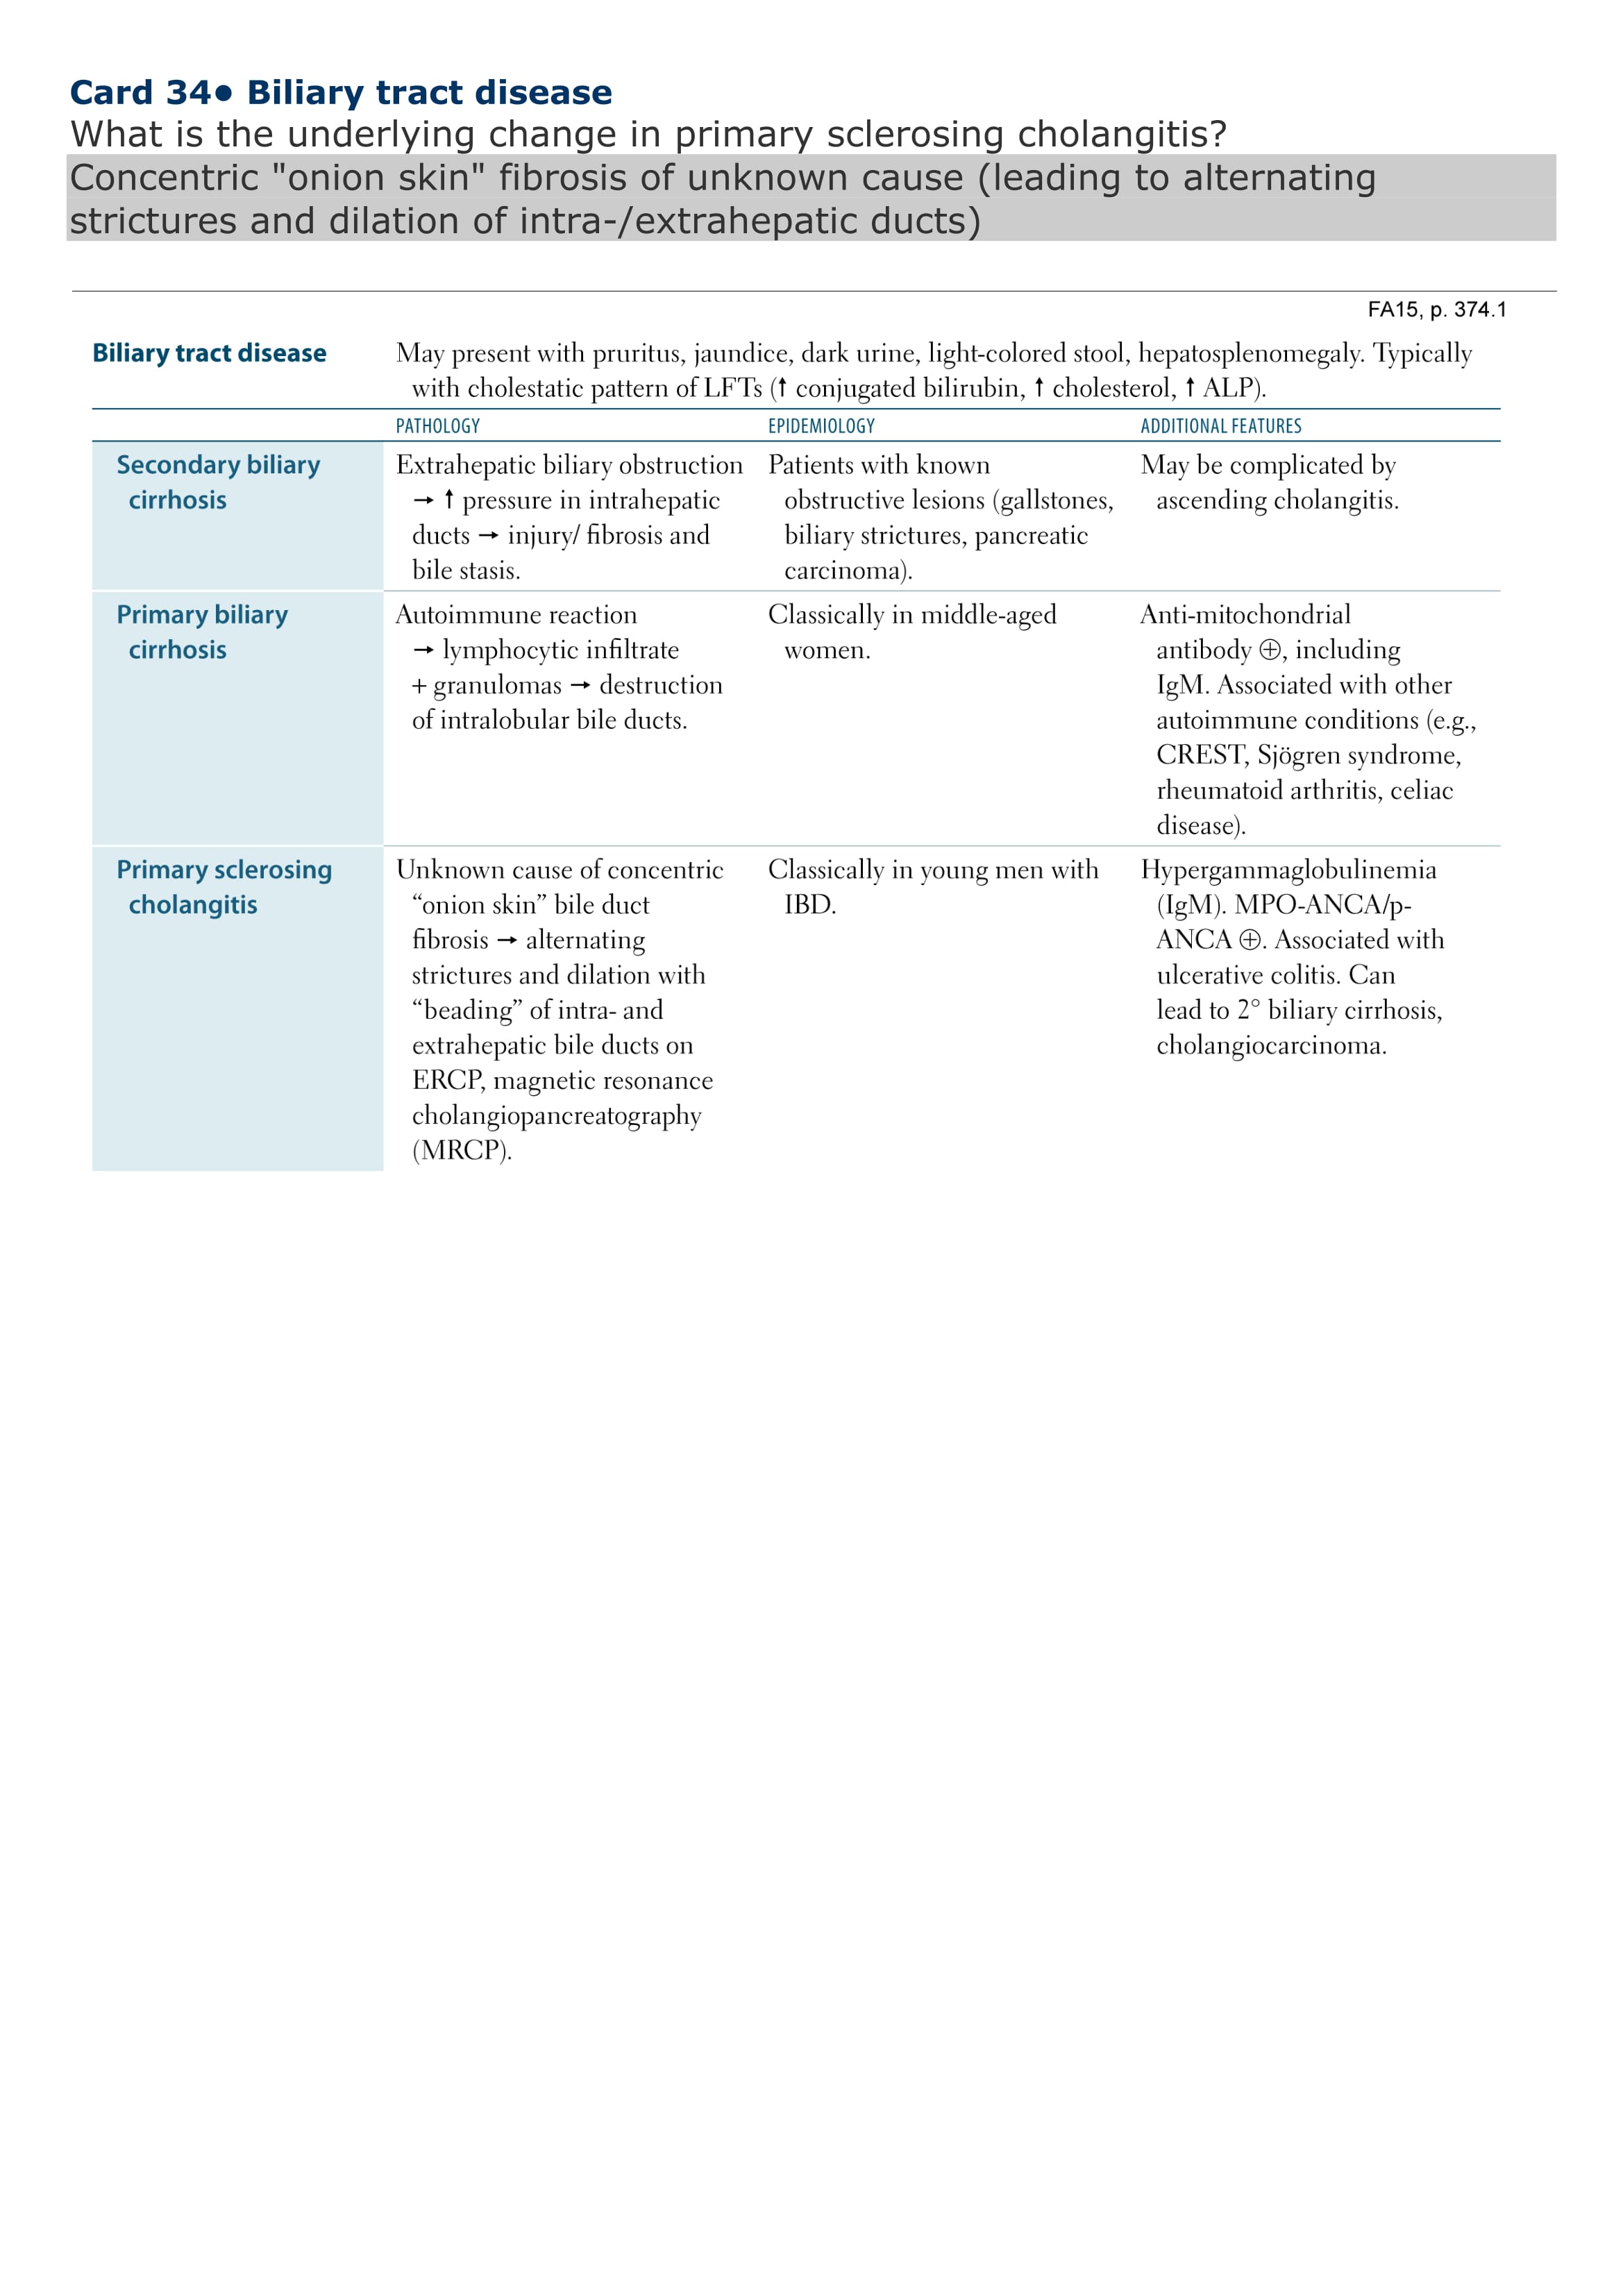 Card 34● Biliary tract disease
What is the underlying change in primary sclerosing cholangitis?
Concentric "onion skin" fibrosis of unknown cause (leading to alternating
strictures and dilation of intra-/extrahepatic ducts)
FA15, p. 374.1
Biliary tract disease
May present with pruritus, jaundice, dark urine, light-colored stool, hepatosplenomegaly. Typically
with cholestatic pattern of LFTs (↑ conjugated bilirubin, ↑ cholesterol, ↑ ALP).
PATHOLOGY
EPIDEMIOLOGY
ADDITIONAL FEATURES
Secondary biliary
cirrhosis
Extrahepatic biliary obstruction
→ ↑ pressure in intrahepatic
ducts → injury/ fibrosis and
bile stasis.
Patients with known
obstructive lesions (gallstones,
biliary strictures, pancreatic
carcinoma).
May be complicated by
ascending cholangitis.
Primary biliary
cirrhosis
Autoimmune reaction
→ lymphocytic infiltrate
+ granulomas → destruction
of intralobular bile ducts.
Classically in middle-aged
women.
Anti-mitochondrial
antibody ⊕, including
IgM. Associated with other
autoimmune conditions (e.g.,
CREST, Sjögren syndrome,
rheumatoid arthritis, celiac
disease).
Primary sclerosing
cholangitis
Unknown cause of concentric
“onion skin” bile duct
fibrosis → alternating
strictures and dilation with
“beading” of intra- and
extrahepatic bile ducts on
ERCP, magnetic resonance
cholangiopancreatography
(MRCP).
Classically in young men with
IBD.
Hypergammaglobulinemia
(IgM). MPO-ANCA/p-
ANCA ⊕. Associated with
ulcerative colitis. Can
lead to 2° biliary cirrhosis,
cholangiocarcinoma.